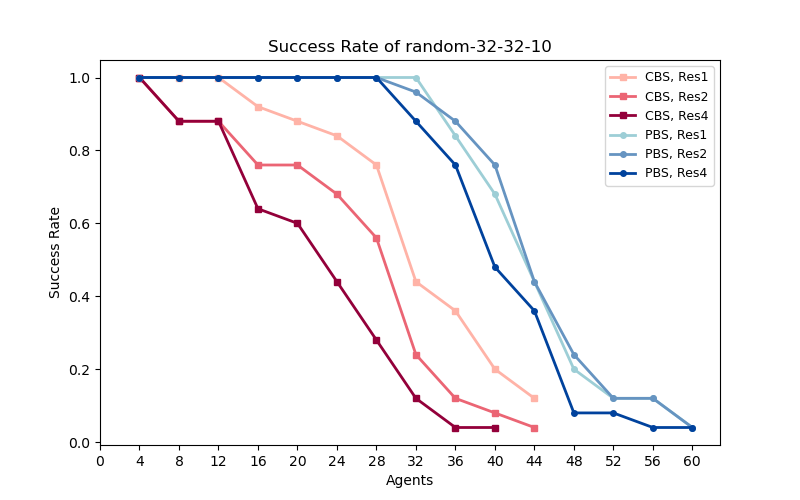 Success Rate of random-32-32-10
CBS, Res1
CBS, Res2
CBS, Res4
PBS, Res1
PBS, Res2
PBS, Res4
Success Rate
1.0
0.8
0.6
0.4
0.2
0.0
0 4 8 12 16 20 24 28 32 36 40 44 48 52 56 60
Agents